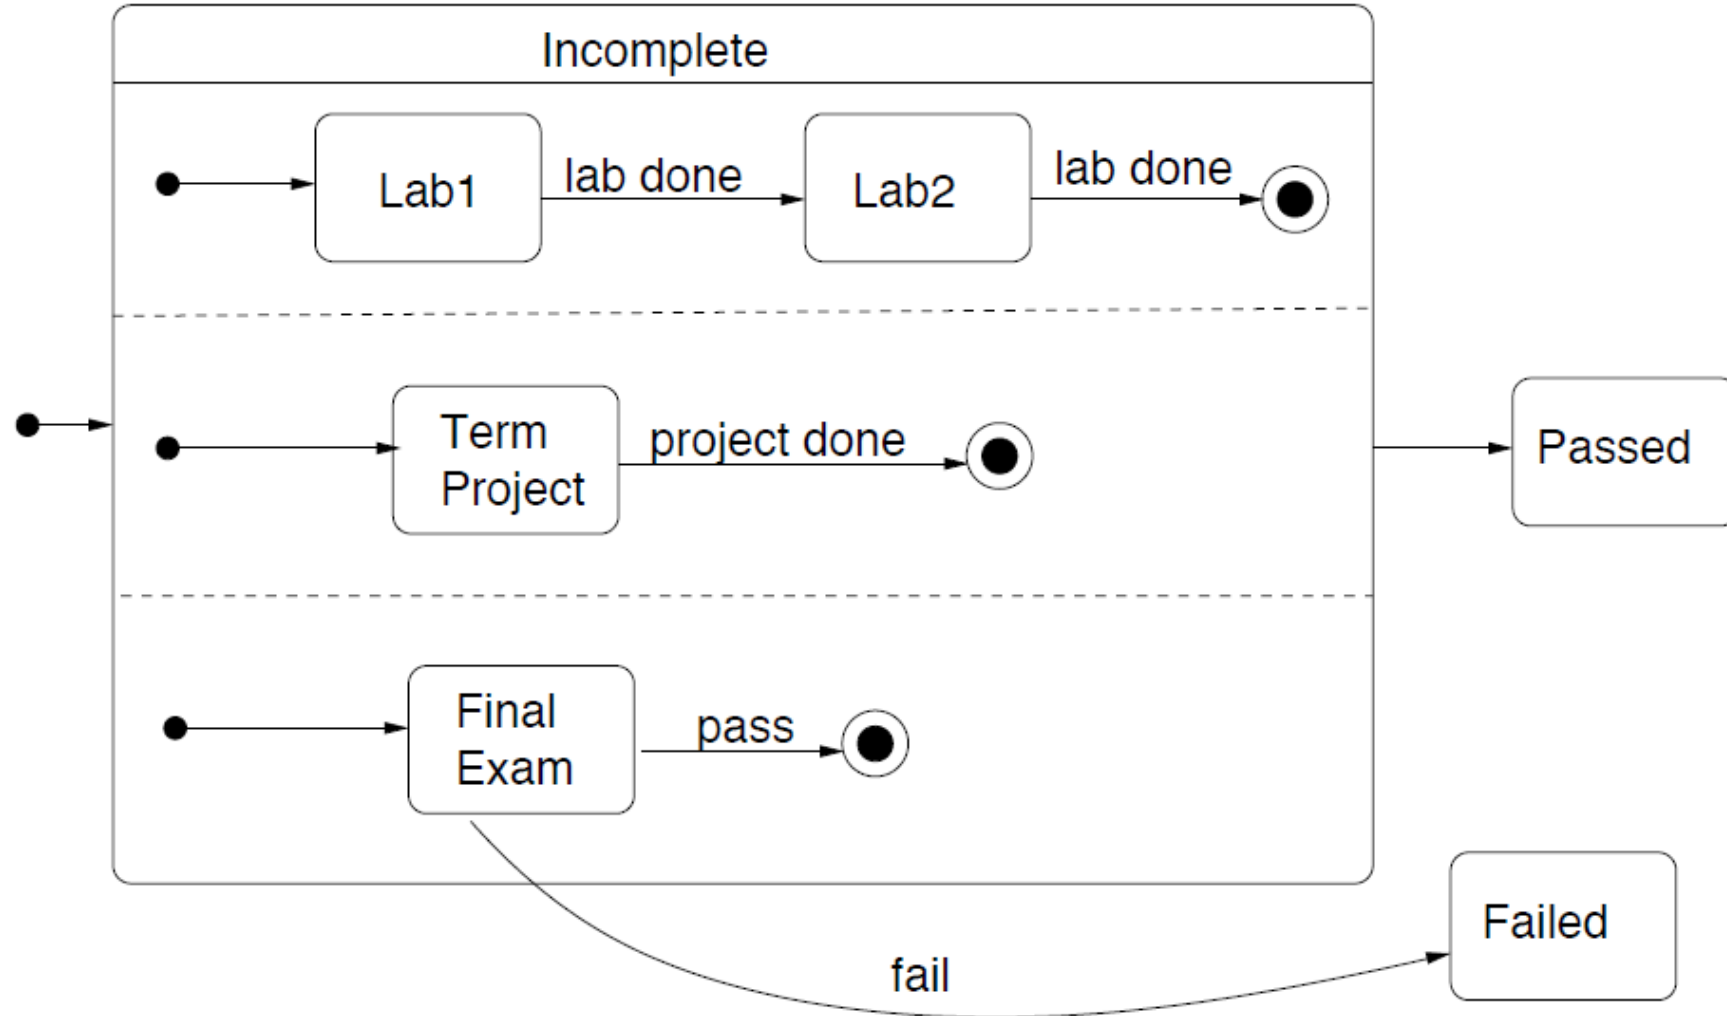 Incomplete
Lab1
lab done
Lab2
lab done
Term
Project
project done
Passed
Final
Exam
pass
Failed
fail